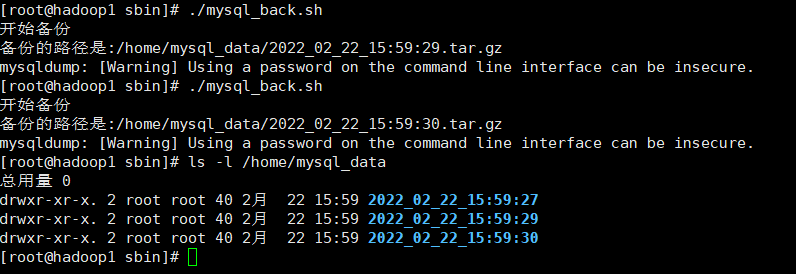 [root@hadoop1 sbin]# ./mysql_back.sh
开始备份
备份的路径是:/home/mysql_data/2022_02_22_15:59:29.tar.gz
mysqldump: [Warning] Using a password on the command line interface can be insecure.
[root@hadoop1 sbin]# ./mysql_back.sh
开始备份
备份的路径是:/home/mysql_data/2022_02_22_15:59:30.tar.gz
mysqldump: [Warning] Using a password on the command line interface can be insecure.
[root@hadoop1 sbin]# ls -l /home/mysql_data
总用量 0
drwxr-xr-x. 2 root root 40 2月  22 15:59 2022_02_22_15:59:27
drwxr-xr-x. 2 root root 40 2月  22 15:59 2022_02_22_15:59:29
drwxr-xr-x. 2 root root 40 2月  22 15:59 2022_02_22_15:59:30
[root@hadoop1 sbin]#